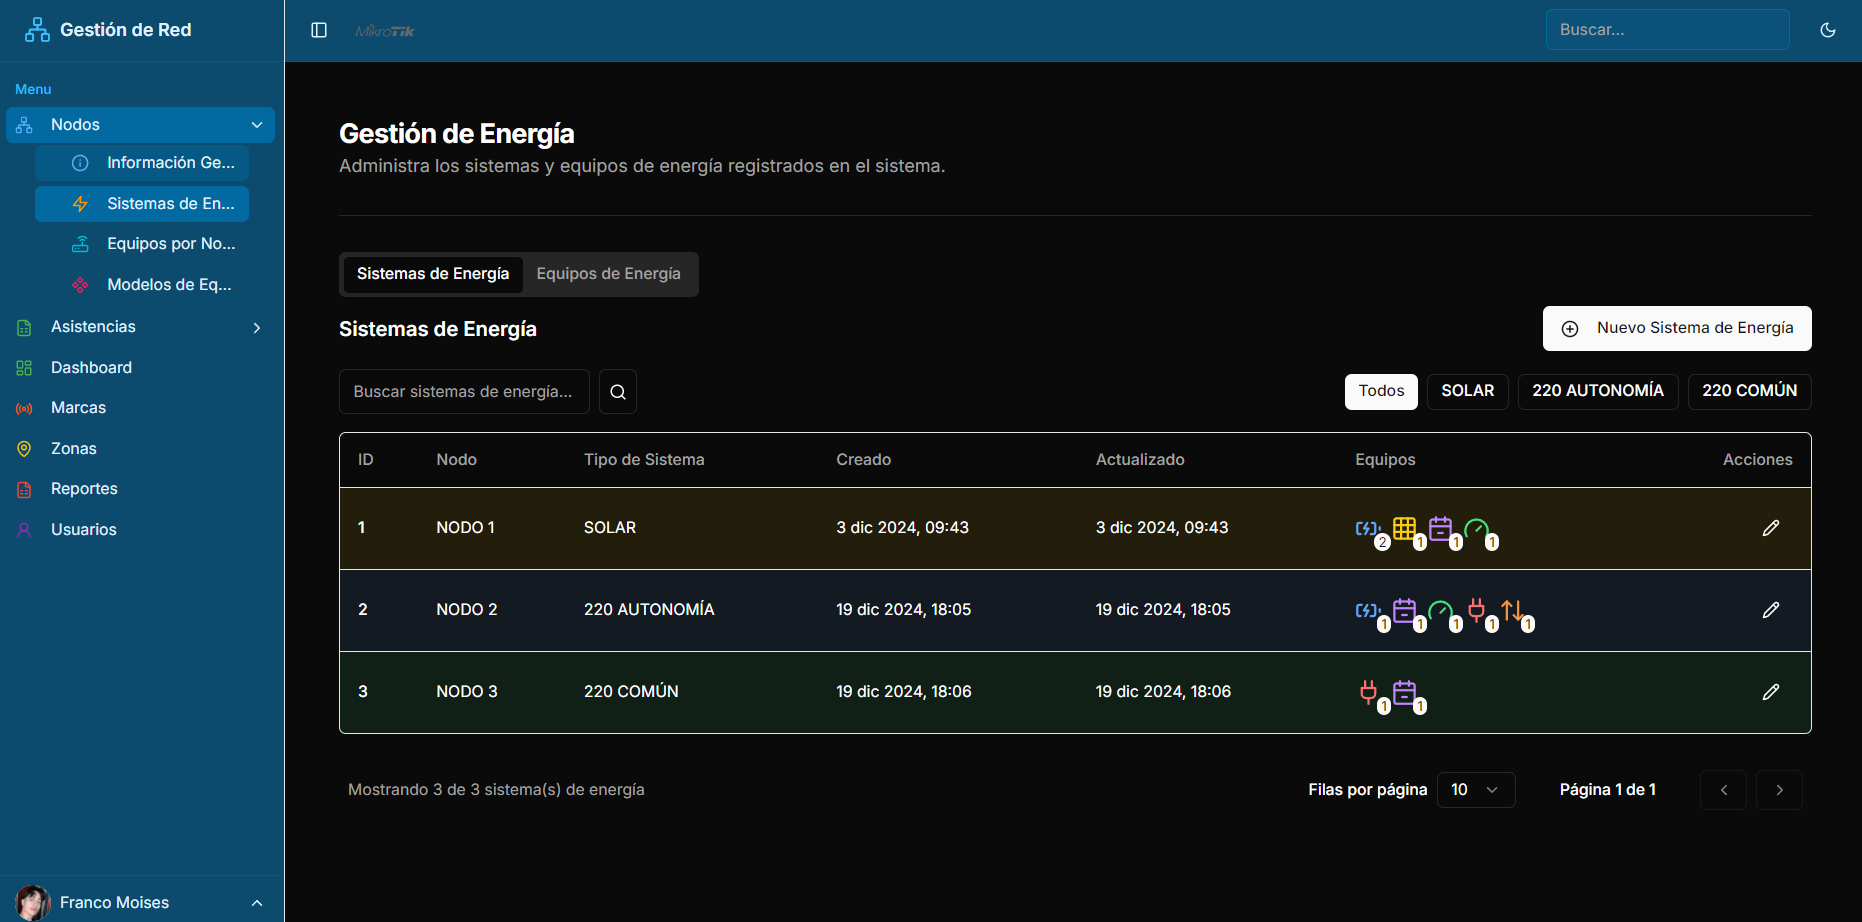 Gestión de Red
MikroTik
Buscar...
Menu
Nodos
Información Ge...
Sistemas de En...
Equipos por No...
Modelos de Eq...
Asistencias
Dashboard
Marcas
Zonas
Reportes
Usuarios
Franco Moises
Gestión de Energía
Administra los sistemas y equipos de energía registrados en el sistema.
Sistemas de Energía Equipos de Energía
Sistemas de Energía
Nuevo Sistema de Energía
Buscar sistemas de energía...
Todos SOLAR 220 AUTONOMÍA 220 COMÚN
ID Nodo Tipo de Sistema Creado Actualizado Equipos Acciones
1 NODO 1 SOLAR 3 dic 2024, 09:43 3 dic 2024, 09:43 2 1 1 1
2 NODO 2 220 AUTONOMÍA 19 dic 2024, 18:05 19 dic 2024, 18:05 1 1 1 1 1
3 NODO 3 220 COMÚN 19 dic 2024, 18:06 19 dic 2024, 18:06 1 1
Mostrando 3 de 3 sistema(s) de energía
Filas por página 10 Página 1 de 1